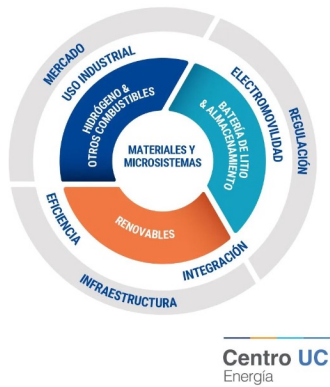 MERCADO
USO INDUSTRIAL
HIDRÓGENO &
OTROS COMBUSTIBLES
ELECTROMOVILIDAD
REGULACIÓN
BATERÍA DE LITIO
& ALMACENAMIENTO
MATERIALES Y
MICROSISTEMAS
RENOVABLES
EFICIENCIA
INTEGRACIÓN
INFRAESTRUCTURA
Centro UC
Energía